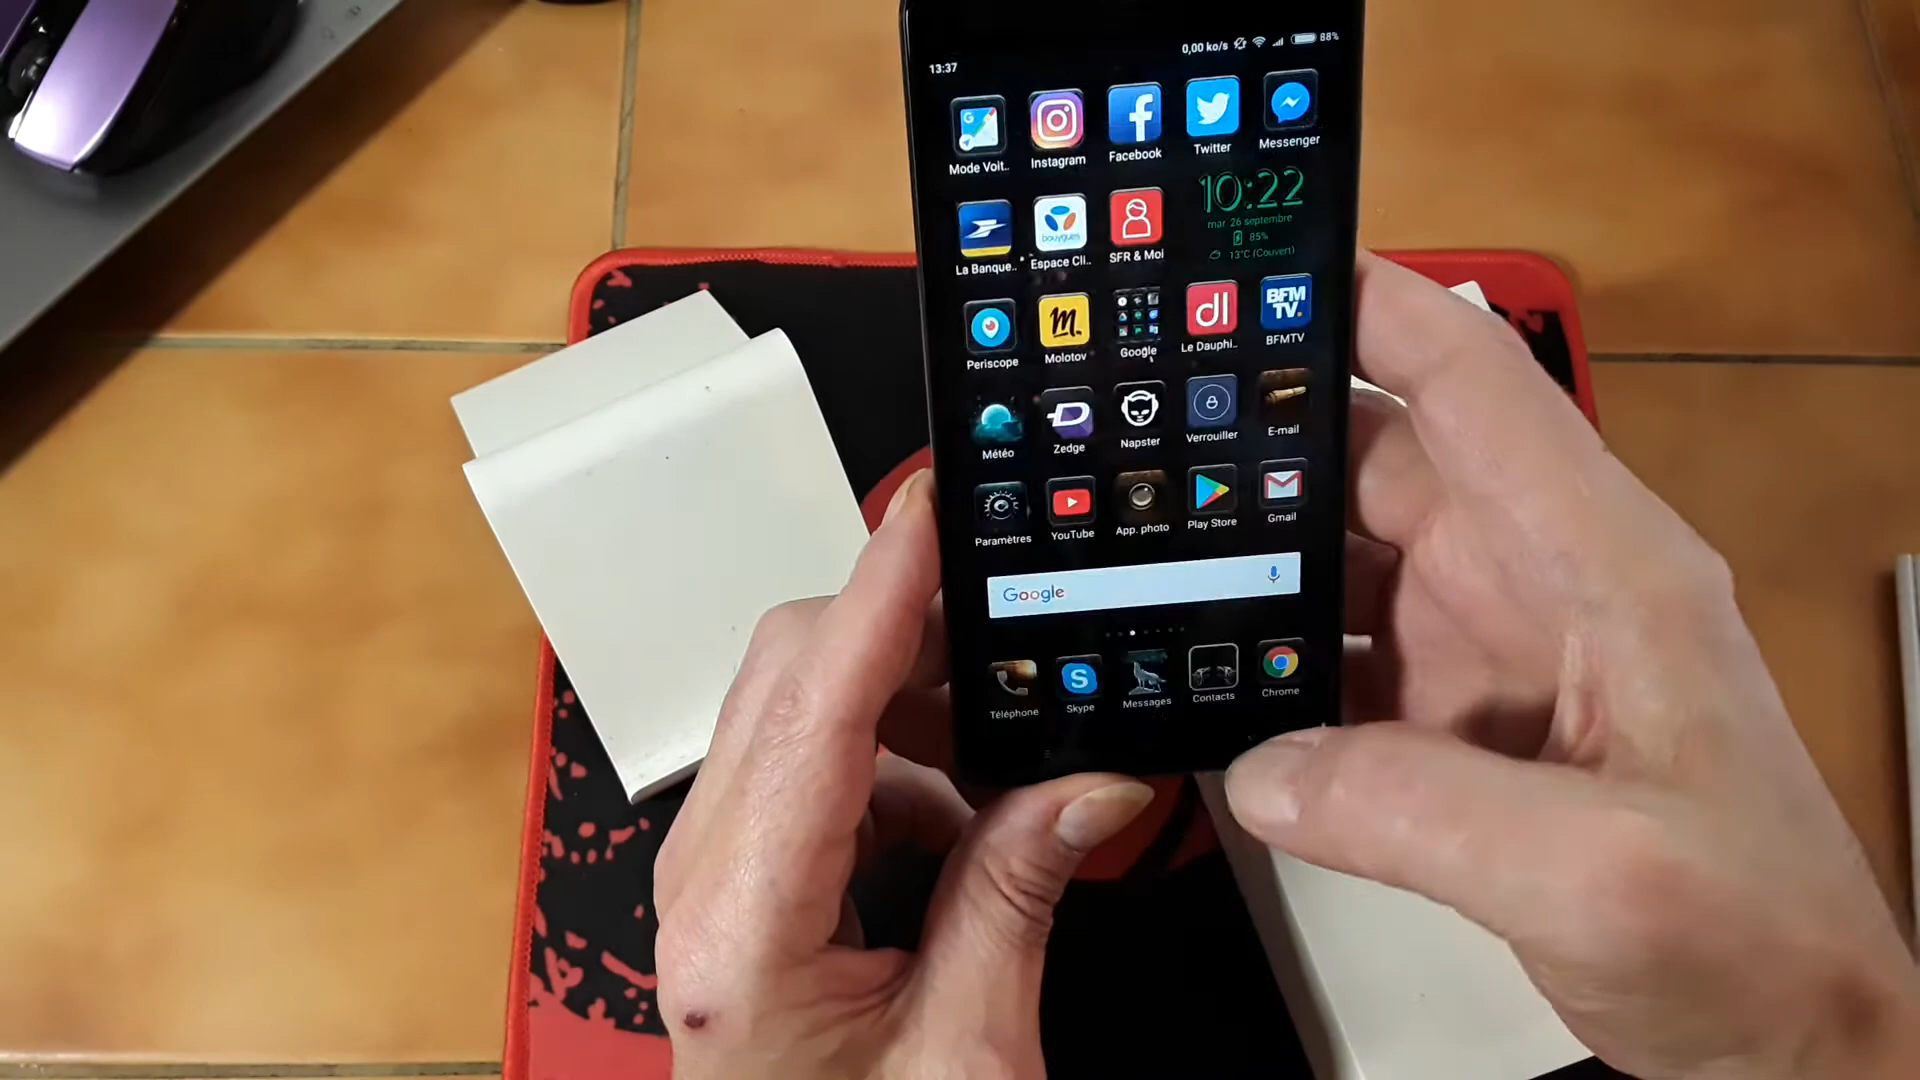 13:37
0,00 ko/s 88%
Mode Voit..
Instagram
Facebook
Twitter
Messenger
10:22
mar 26 septembre
85%
13°C (Couvert)
La Banque..
bouygues
Espace Cli..
SFR & Moi
Periscope
m.
Molotov
Google
dl
Le Dauphi..
BFM
TV.
BFMTV
Météo
Zedge
Napster
Verrouiller
E-mail
Paramètres
YouTube
App. photo
Play Store
Gmail
Google
Téléphone
Skype
Messages
Contacts
Chrome